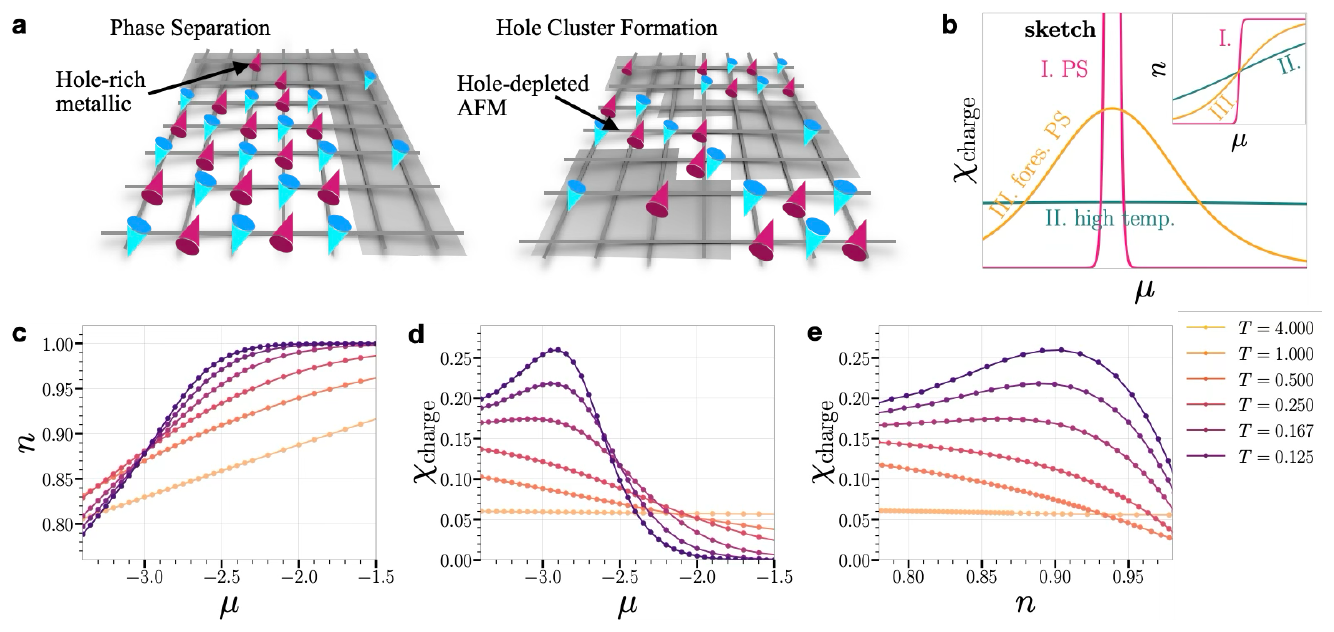 a
Phase Separation
Hole Cluster Formation
Hole-rich
metallic
Hole-depleted
AFM
b
sketch
I. PS
III. fores. PS
II. high temp.
χcharge
μ
n
I.
II.
III
μ
c
1.00
0.95
0.90
0.85
0.80
n
−3.0
−2.5
−2.0
−1.5
μ
d
0.25
0.20
0.15
0.10
0.05
0.00
χcharge
−3.0
−2.5
−2.0
−1.5
μ
e
0.25
0.20
0.15
0.10
0.05
0.00
χcharge
0.80
0.85
0.90
0.95
n
T = 4.000
T = 1.000
T = 0.500
T = 0.250
T = 0.167
T = 0.125